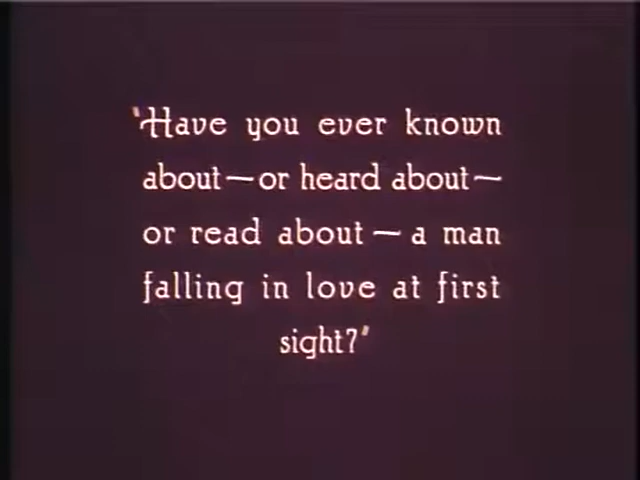 "Have you ever known
about—or heard about—
or read about—a man
falling in love at first
sight?"